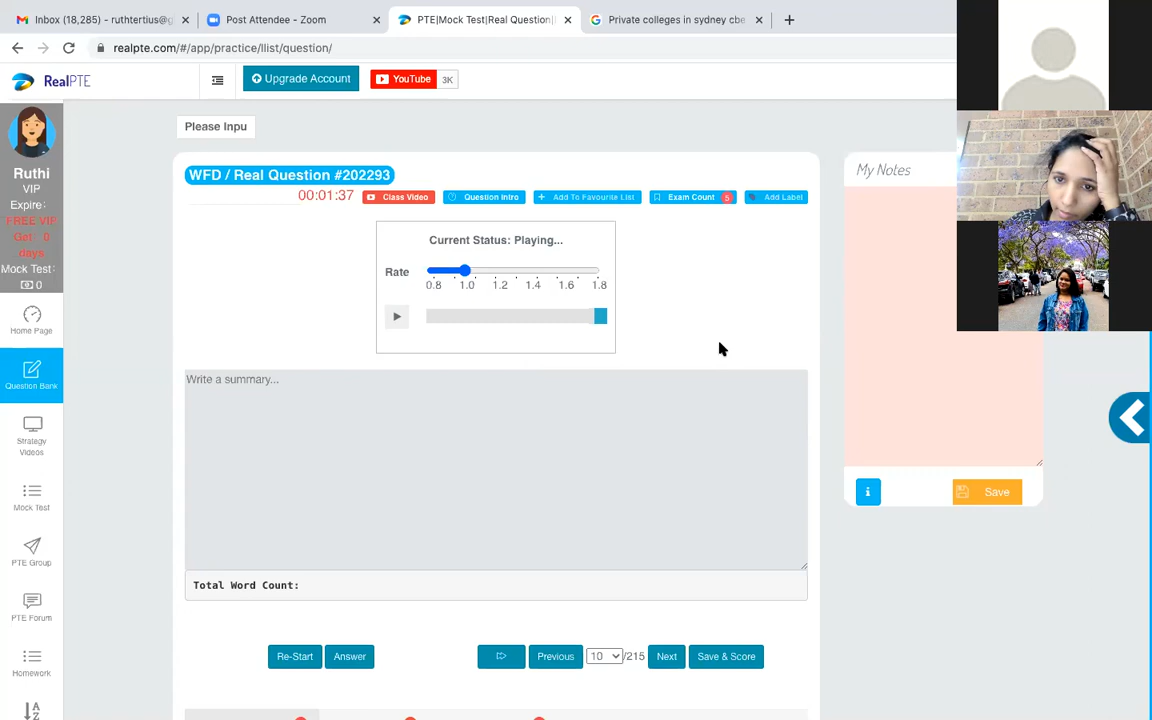 Inbox (18,285) - ruthtertius@g
Post Attendee - Zoom
PTE|Mock Test|Real Question|
Private colleges in sydney cbe
realpte.com/#/app/practice/llist/question/
RealPTE
Upgrade Account
YouTube
3K
Ruthi
VIP
Expire:
FREE VIP
Get: 0
days
Mock Test:
0
Home Page
Question Bank
Strategy
Videos
Mock Test
PTE Group
PTE Forum
Homework
Please Inpu
WFD / Real Question #202293
00:01:37
Class Video
Question Intro
Add To Favourite List
Exam Count 5
Add Label
Current Status: Playing...
Rate
0.8 1.0 1.2 1.4 1.6 1.8
Write a summary...
Total Word Count:
Re-Start
Answer
Previous
10
/215
Next
Save & Score
My Notes
Save